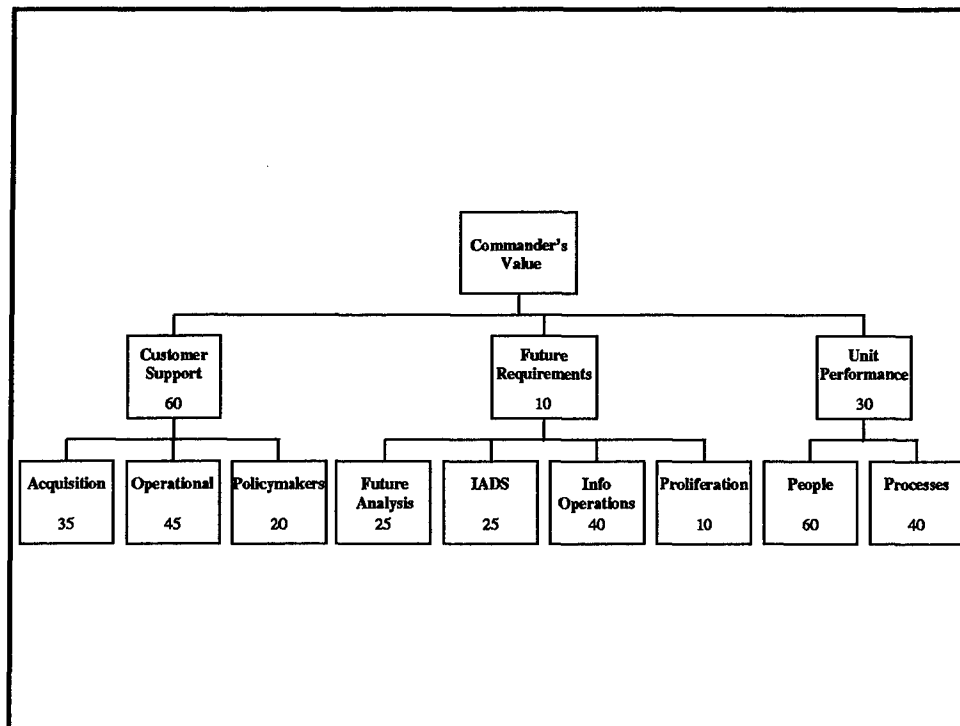 Commander's
Value
Customer
Support
60
Future
Requirements
10
Unit
Performance
30
Acquisition
35
Operational
45
Policymakers
20
Future
Analysis
25
IADS
25
Info
Operations
40
Proliferation
10
People
60
Processes
40